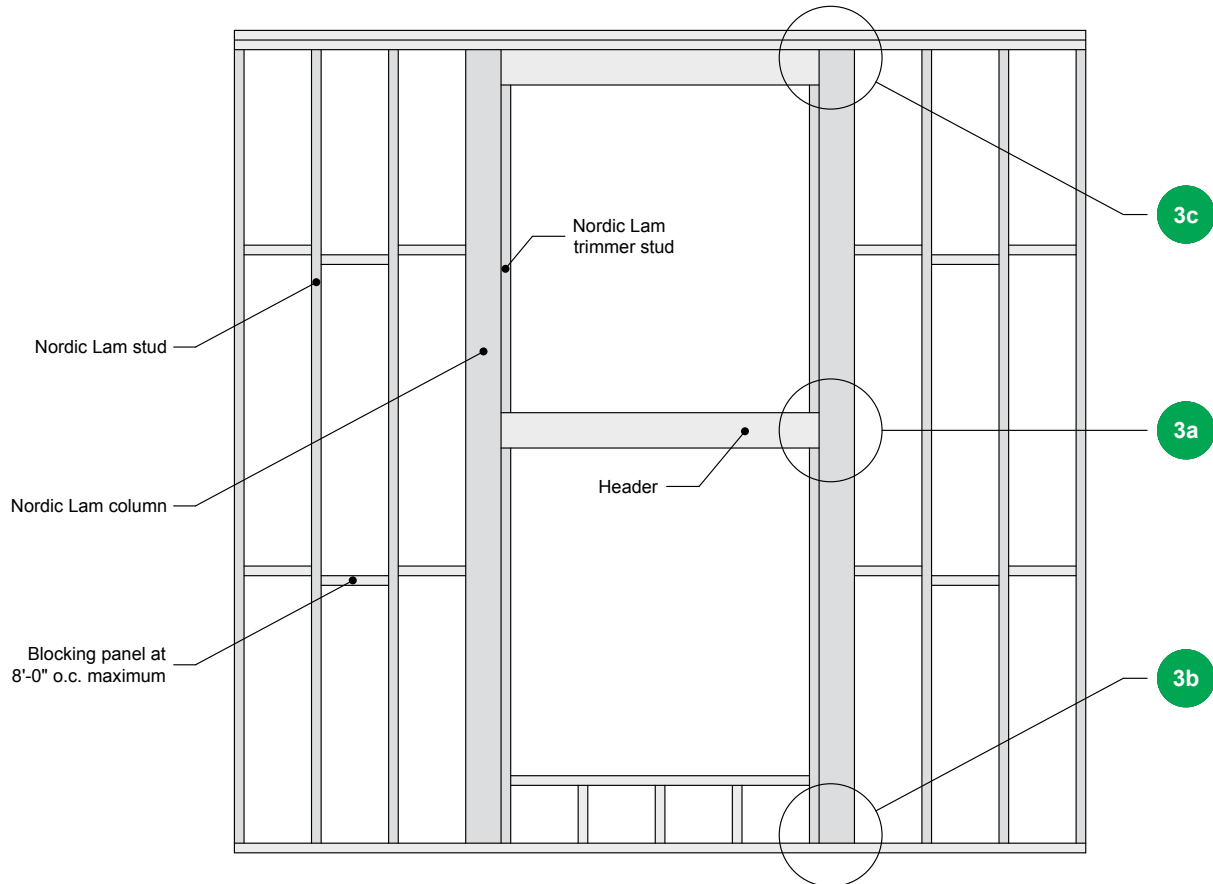 3c
Nordic Lam
trimmer stud
Nordic Lam stud
3a
Header
Nordic Lam column
Blocking panel at
8'-0" o.c. maximum
3b